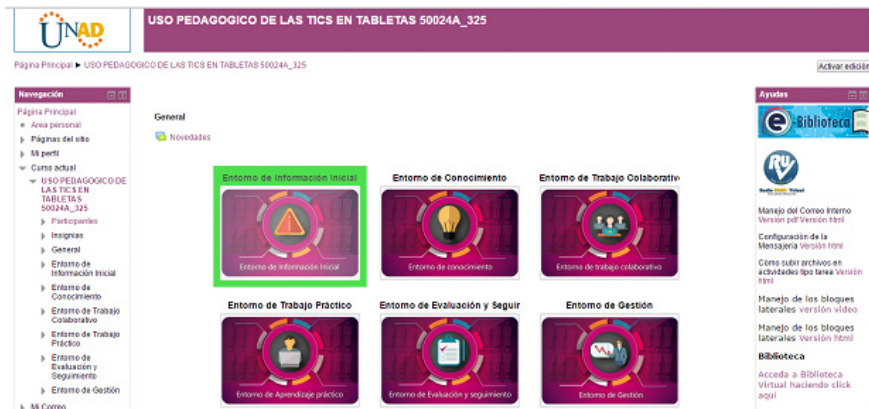 UNAD
USO PEDAGOGICO DE LAS TICS EN TABLETAS 50024A_325
Página Principal ► USO PEDAGOGICO DE LAS TICS EN TABLETAS 50024A_325
Activar edición
Navegación
Página Principal
Área personal
Páginas del sitio
Mi perfil
Curso actual
USO PEDAGOGICO DE
LAS TICS EN
TABLETAS
50024A_325
Participantes
Insignias
General
Entorno de
Información Inicial
Entorno de
Conocimiento
Entorno de Trabajo
Colaborativo
Entorno de Trabajo
Práctico
Entorno de
Evaluación y
Seguimiento
Entorno de Gestión
Mi Correo
General
Novedades
Entorno de Información Inicial
Entorno de Información Inicial
Entorno de Conocimiento
Entorno de conocimiento
Entorno de Trabajo Colaborativ
Entorno de trabajo colaborativo
Entorno de Trabajo Práctico
Entorno de Aprendizaje práctico
Entorno de Evaluación y Seguir
Entorno de Evaluación y seguimiento
Entorno de Gestión
Entorno de Gestión
Ayudas
e-Biblioteca
RUV
Radio UNAD Virtual
Manejo del Correo Interno
Versión pdf Versión html
Configuración de la
Mensajería Versión html
Cómo subir archivos en
actividades tipo tarea Versión
html
Manejo de los bloques
laterales versión video
Manejo de los bloques
laterales Versión html
Biblioteca
Acceda a Biblioteca
Virtual haciendo click
aquí